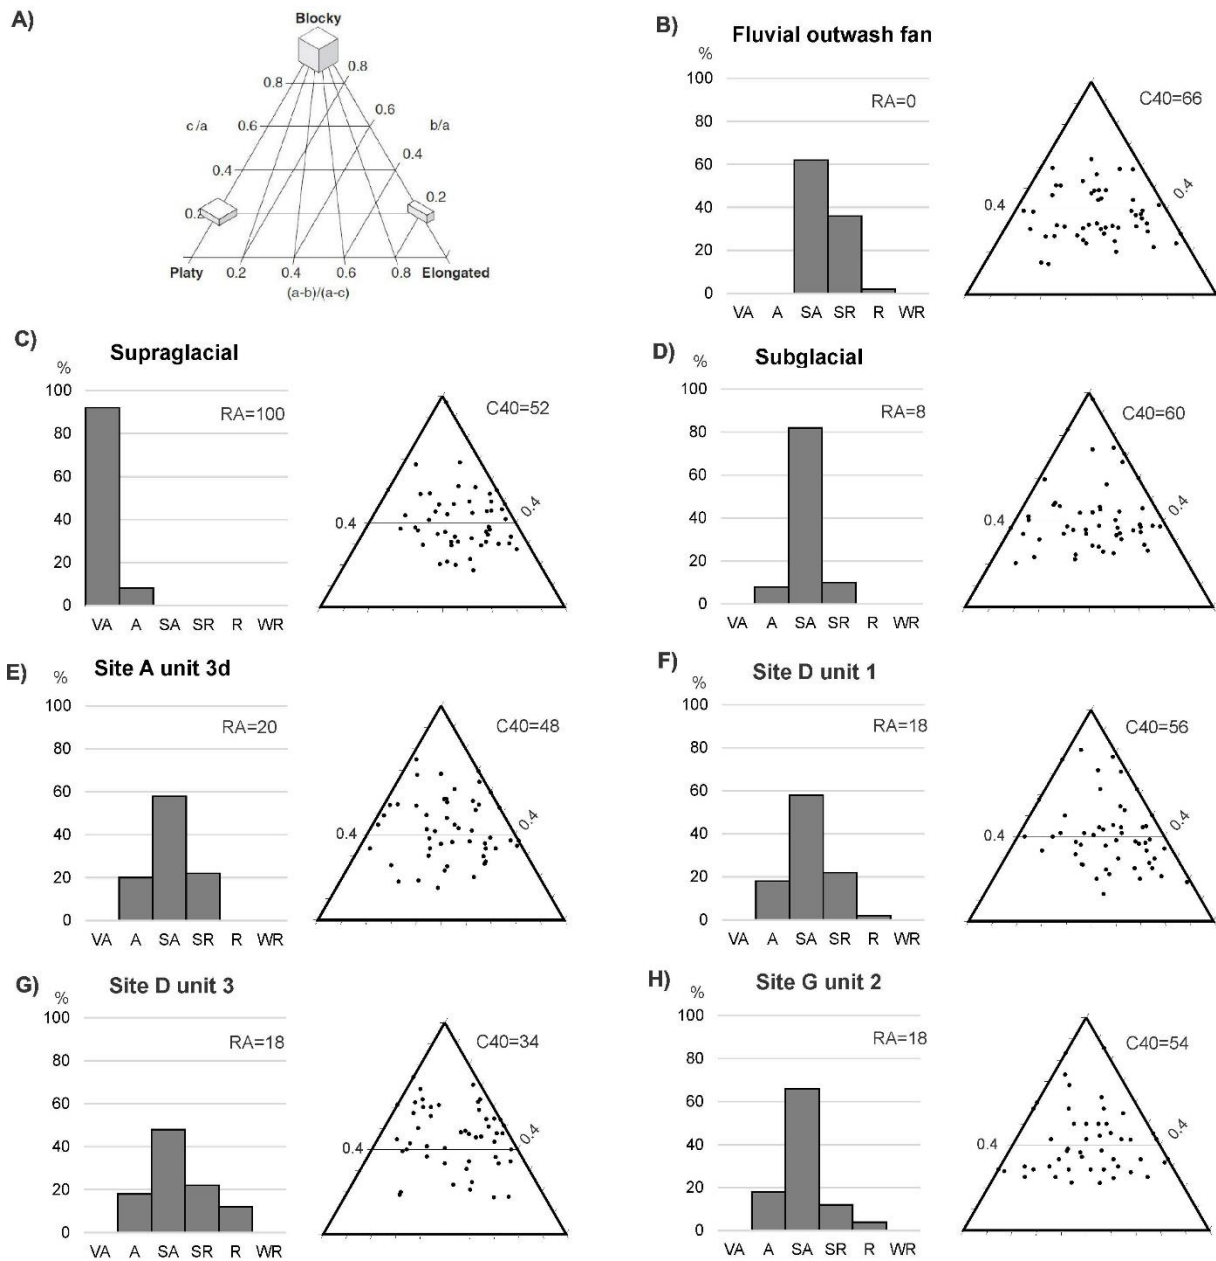 A)
Blocky
0.8
0.8
0.6
0.6
c/a
b/a
0.4
0.4
0.2
0.2
Platy
0.2
0.4
0.6
0.8
Elongated
(a-b)/(a-c)
B)
Fluvial outwash fan
%
100
80
60
40
20
0
RA=0
VA A SA SR R WR
C40=66
0.4
0.4
C)
Supraglacial
%
100
80
60
40
20
0
RA=100
VA A SA SR R WR
C40=52
0.4
0.4
D)
Subglacial
%
100
80
60
40
20
0
RA=8
VA A SA SR R WR
C40=60
0.4
0.4
E)
Site A unit 3d
%
100
80
60
40
20
0
RA=20
VA A SA SR R WR
C40=48
0.4
0.4
F)
Site D unit 1
%
100
80
60
40
20
0
RA=18
VA A SA SR R WR
C40=56
0.4
0.4
G)
Site D unit 3
%
100
80
60
40
20
0
RA=18
VA A SA SR R WR
C40=34
0.4
0.4
H)
Site G unit 2
%
100
80
60
40
20
0
RA=18
VA A SA SR R WR
C40=54
0.4
0.4